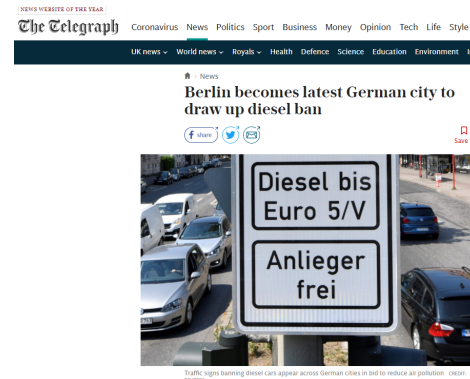 NEWS WEBSITE OF THE YEAR
The Telegraph
Coronavirus News Politics Sport Business Money Opinion Tech Life Style
UK news World news Royals Health Defence Science Education Environment
News
Berlin becomes latest German city to
draw up diesel ban
share
Save
Diesel bis
Euro 5/V
Anlieger
frei
Traffic signs banning diesel cars appear across German cities in bid to reduce air pollution CREDIT: